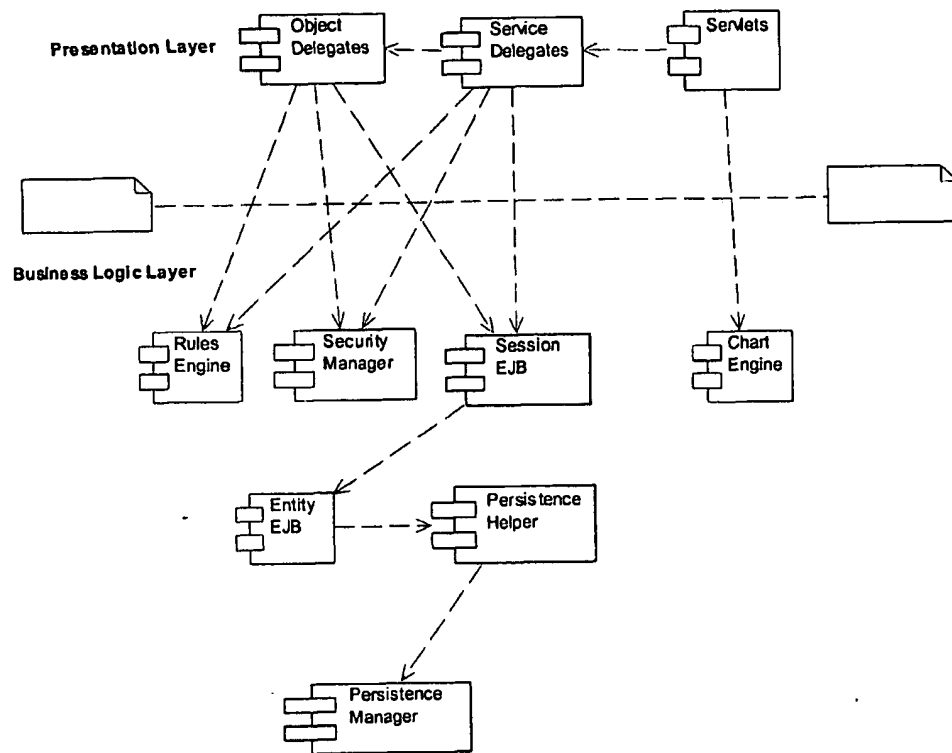 Presentation Layer
Object
Delegates
Service
Delegates
Servlets
Business Logic Layer
Rules
Engine
Security
Manager
Session
EJB
Chart
Engine
Entity
EJB
Persistence
Helper
Persistence
Manager